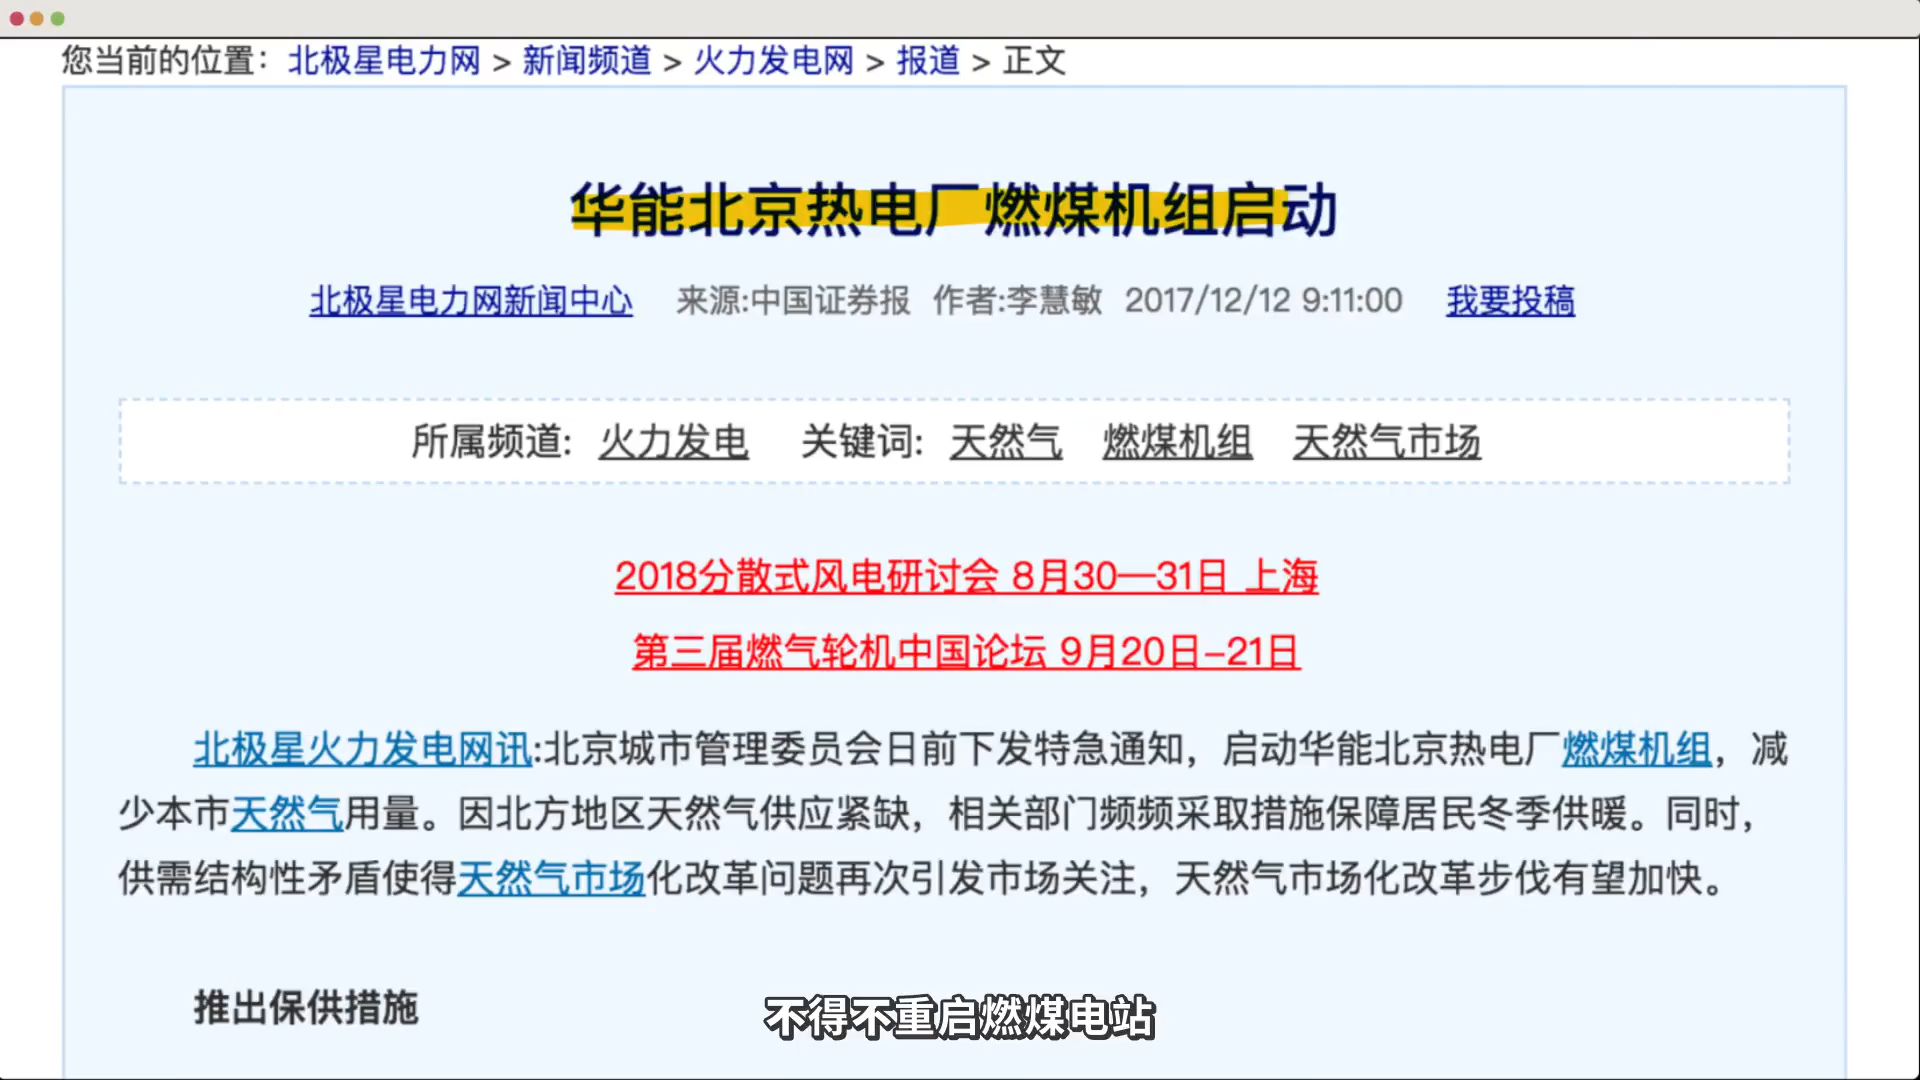 您当前的位置：北极星电力网 > 新闻频道 > 火力发电网 > 报道 > 正文
华能北京热电厂燃煤机组启动
北极星电力网新闻中心 来源:中国证券报 作者:李慧敏 2017/12/12 9:11:00 我要投稿
所属频道: 火力发电 关键词: 天然气 燃煤机组 天然气市场
2018分散式风电研讨会 8月30—31日 上海
第三届燃气轮机中国论坛 9月20日-21日
北极星火力发电网讯:北京城市管理委员会日前下发特急通知，启动华能北京热电厂燃煤机组，减
少本市天然气用量。因北方地区天然气供应紧缺，相关部门频频采取措施保障居民冬季供暖。同时，
供需结构性矛盾使得天然气市场化改革问题再次引发市场关注，天然气市场化改革步伐有望加快。
推出保供措施
不得不重启燃煤电站